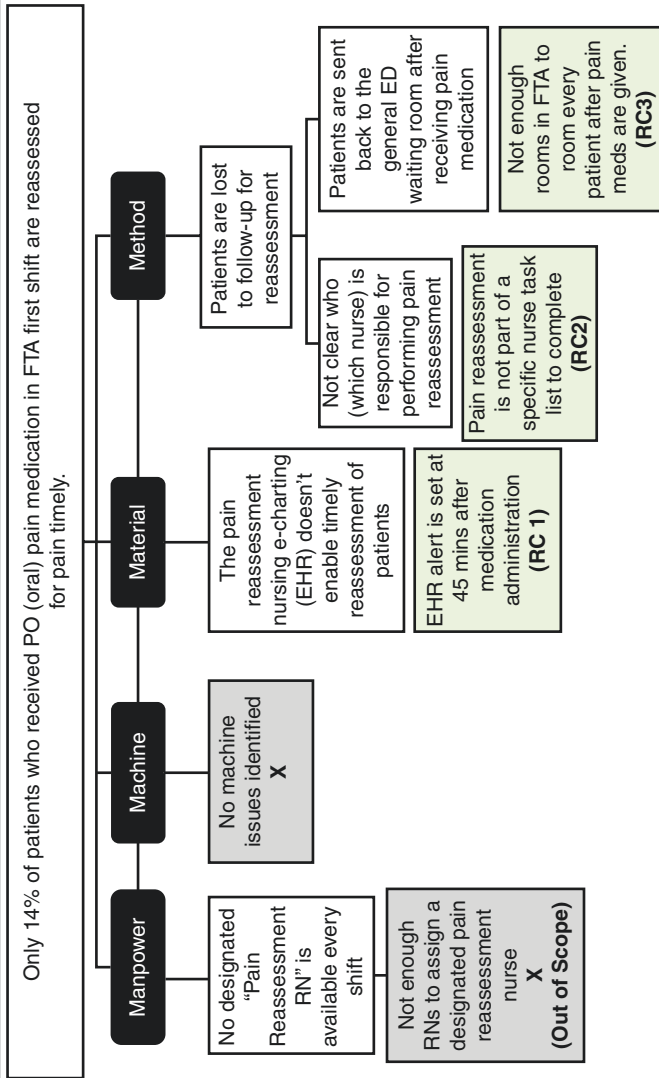 Only 14% of patients who received PO (oral) pain medication in FTA first shift are reassessed
for pain timely.
Manpower
No designated
“Pain
Reassessment
RN” is
available every
shift
Not enough
RNs to assign a
designated pain
reassessment
nurse
X
(Out of Scope)
Machine
No machine
issues identified
X
Material
The pain
reassessment
nursing e-charting
(EHR) doesn’t
enable timely
reassessment of
patients
EHR alert is set at
45 mins after
medication
administration
(RC 1)
Method
Patients are lost
to follow-up for
reassessment
Not clear who
(which nurse) is
responsible for
performing pain
reassessment
Pain reassessment
is not part of a
specific nurse task
list to complete
(RC2)
Patients are sent
back to the
general ED
waiting room after
receiving pain
medication
Not enough
rooms in FTA to
room every
patient after pain
meds are given.
(RC3)